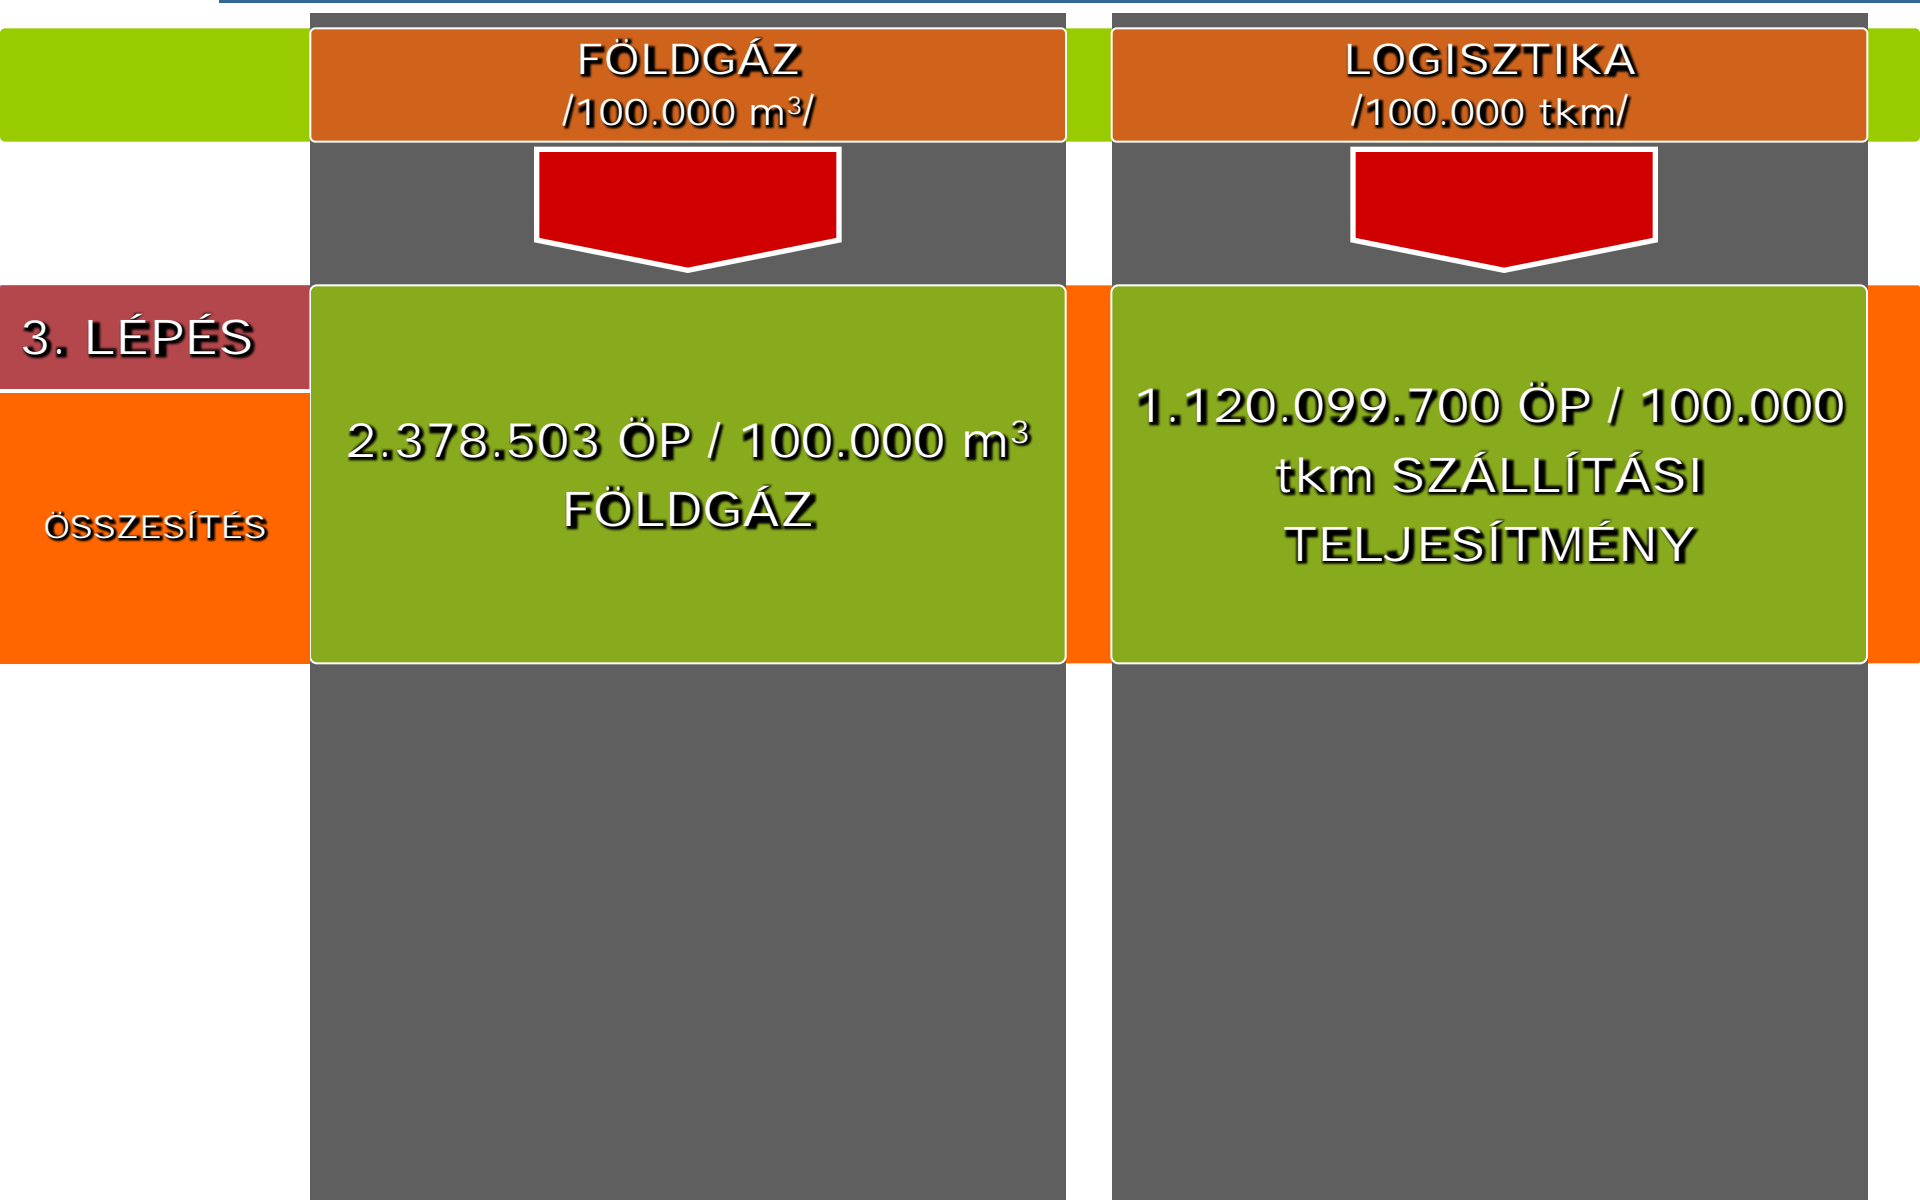 FÖLDGÁZ
/100.000 m³/
LOGISZTIKA
/100.000 tkm/
3. LÉPÉS
ÖSSZESÍTÉS
2.378.503 ÖP / 100.000 m³
FÖLDGÁZ
1.120.099.700 ÖP / 100.000
tkm SZÁLLÍTÁSI
TELJESÍTMÉNY